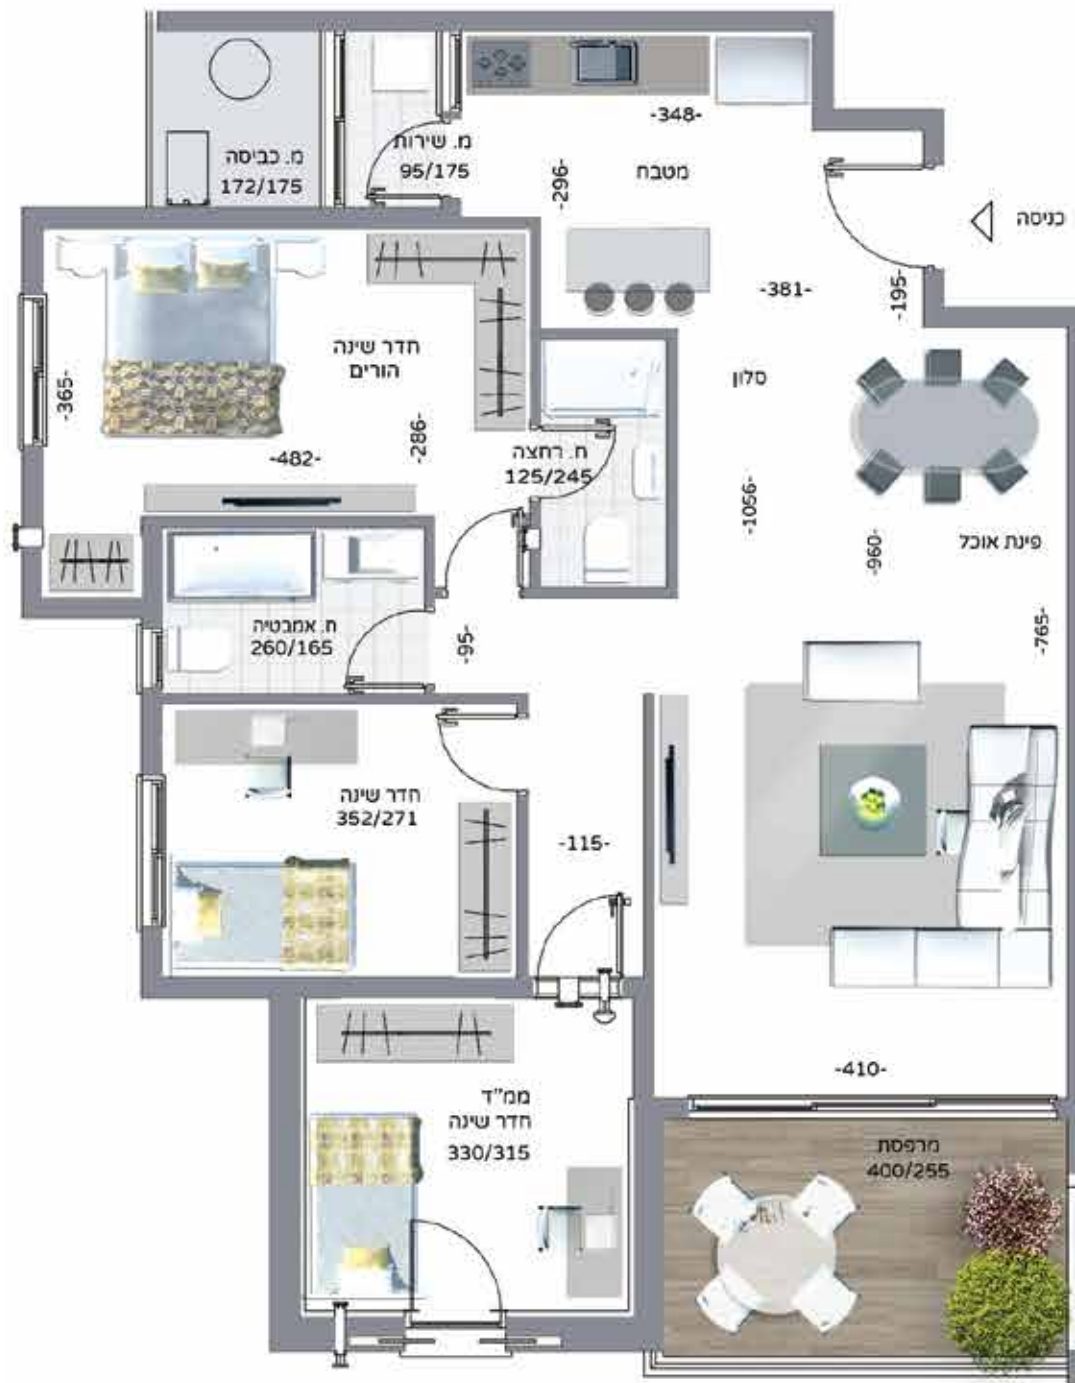 -348-
מ. שירות
95/175
מ. כביסה
172/175
מטבח
-296-
כניסה
-381-
-195-
חדר שינה
הורים
-365-
סלון
-286-
-482-
ח. רחצה
125/245
-1056-
-960-
פינת אוכל
ח. אמבטיה
260/165
-95-
-765-
חדר שינה
352/271
-115-
-410-
ממ"ד
חדר שינה
330/315
מרפסת
400/255